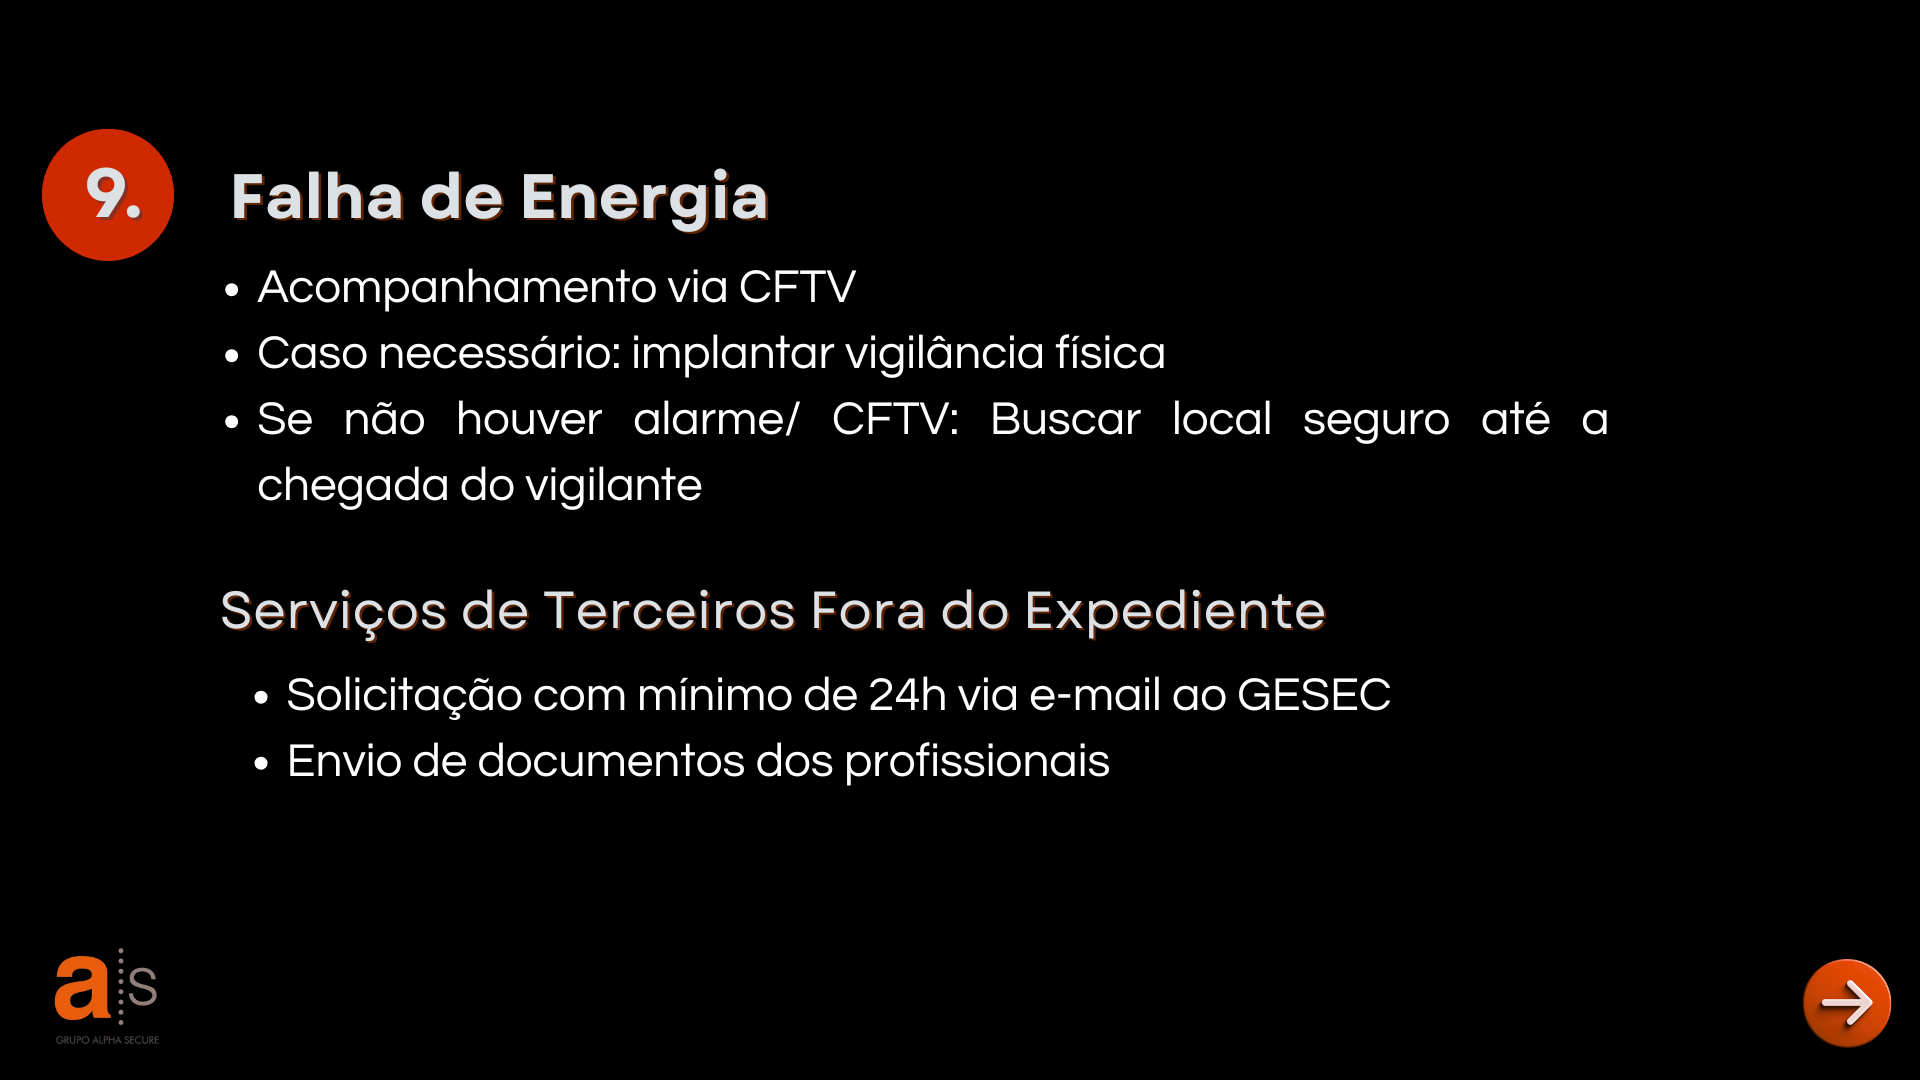 9.
Falha de Energia
• Acompanhamento via CFTV
• Caso necessário: implantar vigilância física
• Se não houver alarme/ CFTV: Buscar local seguro até a
chegada do vigilante
Serviços de Terceiros Fora do Expediente
• Solicitação com mínimo de 24h via e-mail ao GESEC
• Envio de documentos dos profissionais
a s
GRUPO ALPHA SECURE